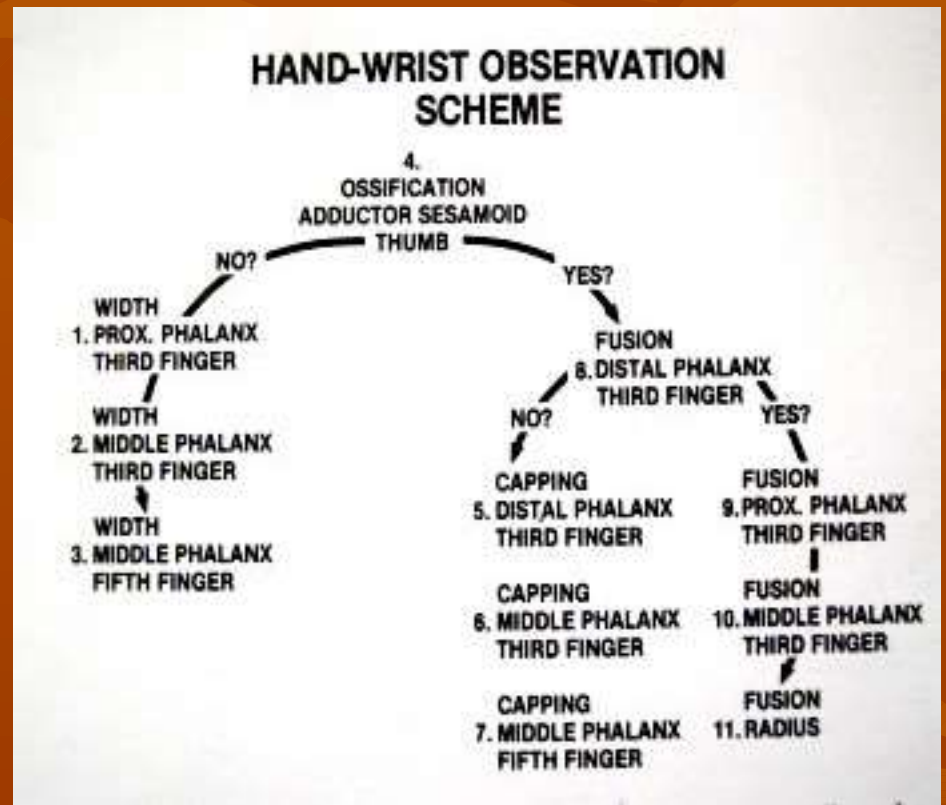 HAND-WRIST OBSERVATION
SCHEME
4.
OSSIFICATION
ADDUCTOR SESAMOID
THUMB
NO?
YES?
WIDTH
1. PROX. PHALANX
THIRD FINGER
WIDTH
2. MIDDLE PHALANX
THIRD FINGER
WIDTH
3. MIDDLE PHALANX
FIFTH FINGER
FUSION
8. DISTAL PHALANX
THIRD FINGER
NO?
YES?
CAPPING
5. DISTAL PHALANX
THIRD FINGER
CAPPING
6. MIDDLE PHALANX
THIRD FINGER
CAPPING
7. MIDDLE PHALANX
FIFTH FINGER
FUSION
9. PROX. PHALANX
THIRD FINGER
FUSION
10. MIDDLE PHALANX
THIRD FINGER
FUSION
11. RADIUS